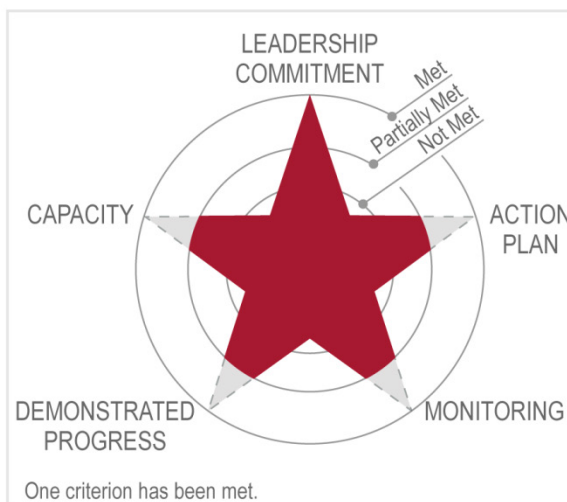 LEADERSHIP
COMMITMENT
Met
Partially Met
Not Met
CAPACITY
ACTION
PLAN
DEMONSTRATED
PROGRESS
MONITORING
One criterion has been met.